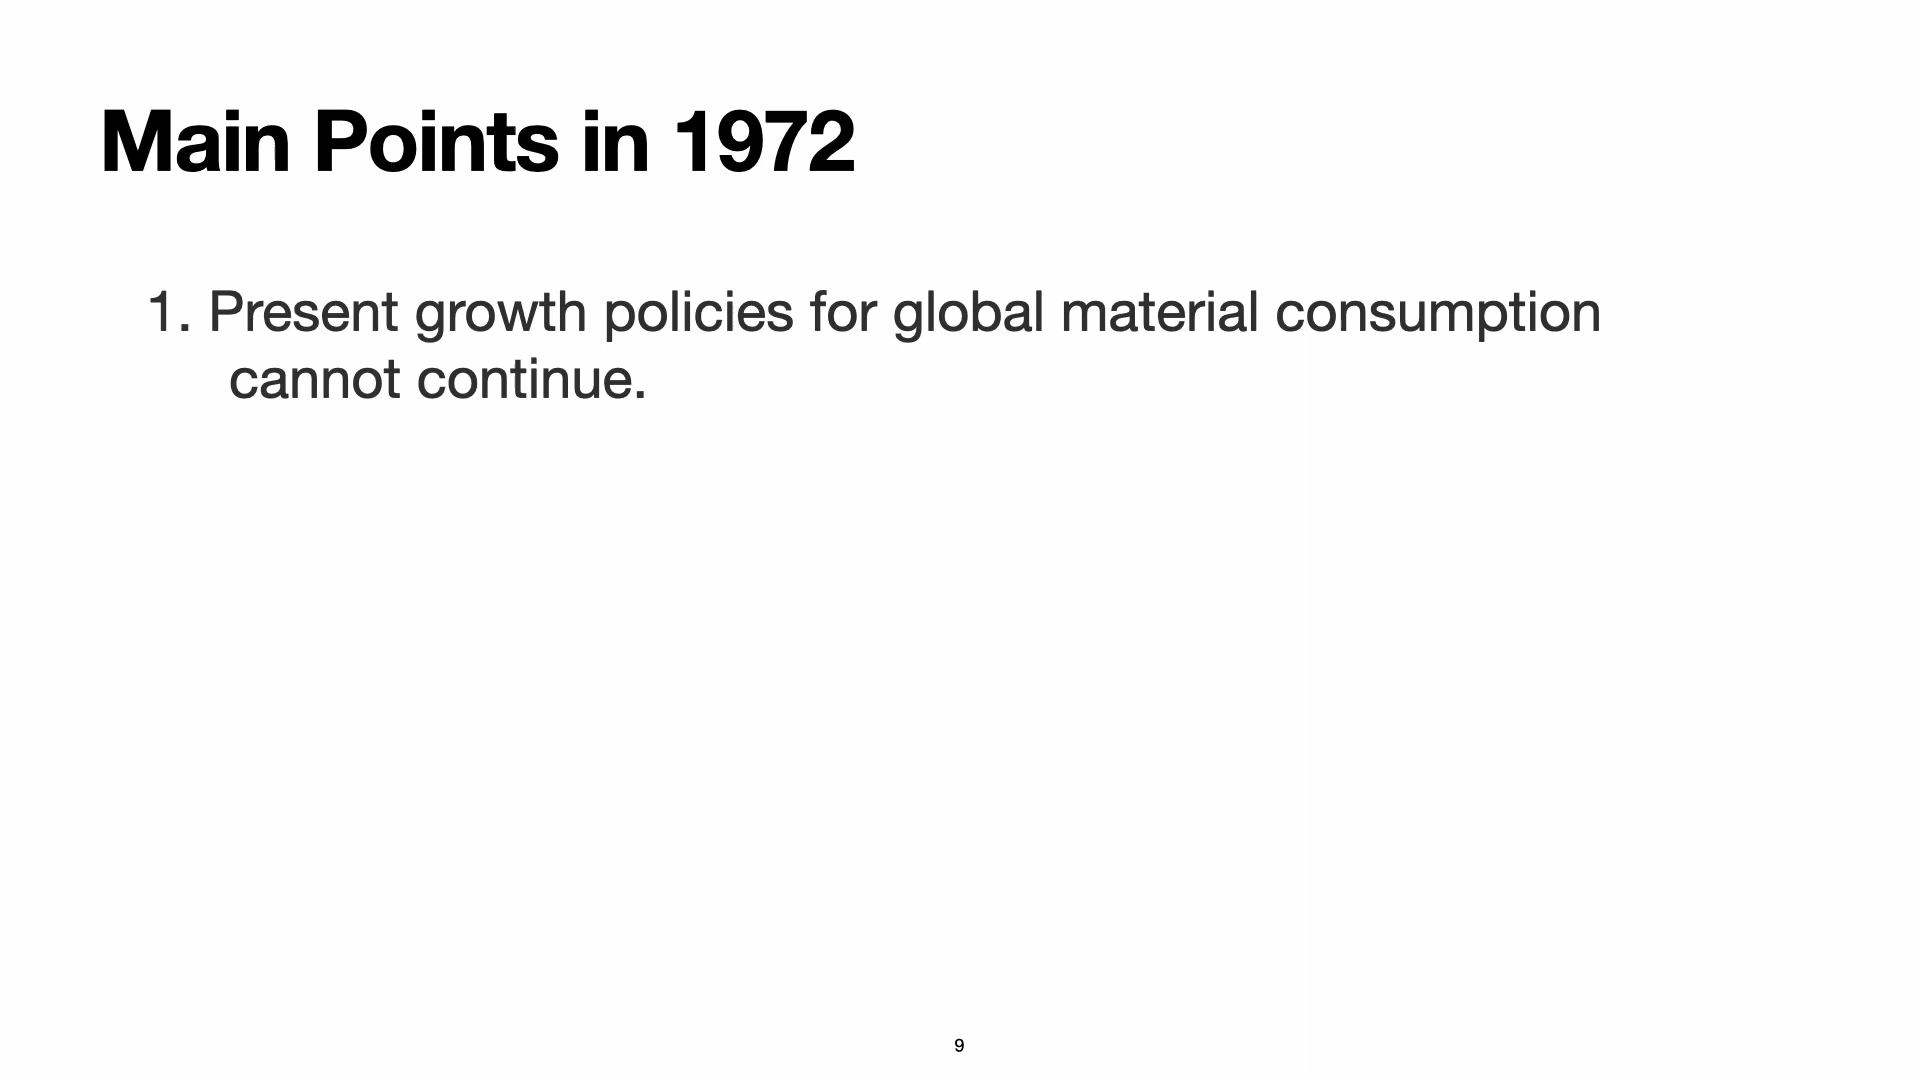 Main Points in 1972
1. Present growth policies for global material consumption
cannot continue.
9